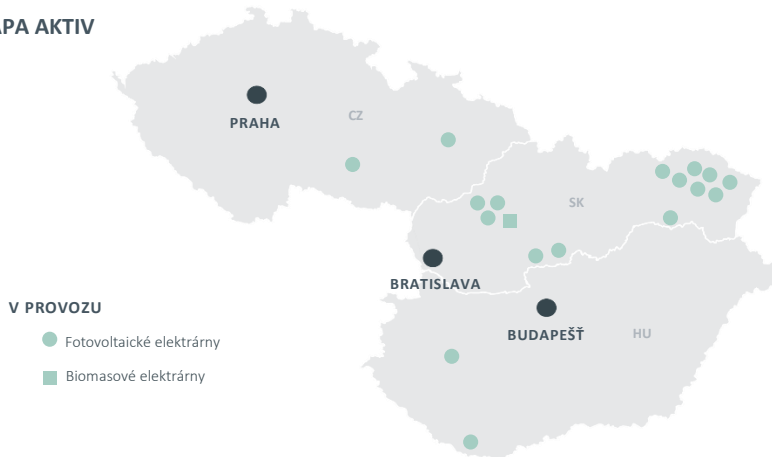 APA AKTIV
CZ
PRAHA
SK
BRATISLAVA
V PROVOZU
BUDAPEŠŤ
HU
Fotovoltaické elektrárny
Biomasové elektrárny